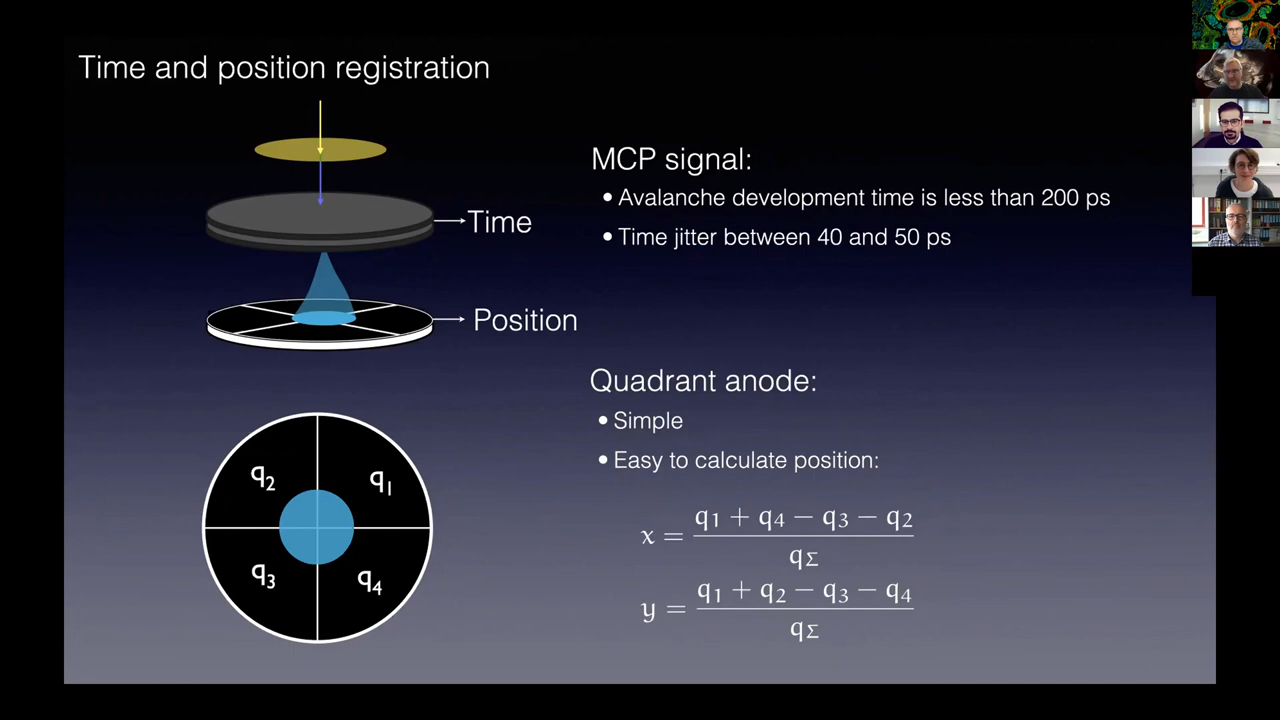 Time and position registration
Time
Position
q₂
q₁
q₃
q₄
MCP signal:
• Avalanche development time is less than 200 ps
• Time jitter between 40 and 50 ps
Quadrant anode:
• Simple
• Easy to calculate position:
x = (q₁ + q₄ − q₃ − q₂) / q_Σ
y = (q₁ + q₂ − q₃ − q₄) / q_Σ